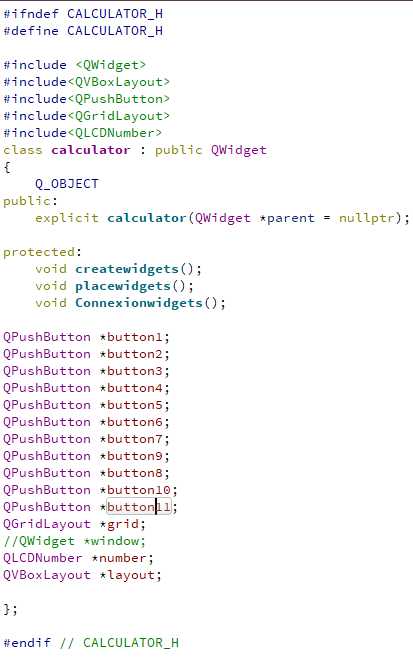 #ifndef CALCULATOR_H
#define CALCULATOR_H
#include <QWidget>
#include<QVBoxLayout>
#include<QPushButton>
#include<QGridLayout>
#include<QLCDNumber>
class calculator : public QWidget
{
    Q_OBJECT
public:
    explicit calculator(QWidget *parent = nullptr);
protected:
    void createwidgets();
    void placewidgets();
    void Connexionwidgets();
QPushButton *button1;
QPushButton *button2;
QPushButton *button3;
QPushButton *button4;
QPushButton *button5;
QPushButton *button6;
QPushButton *button7;
QPushButton *button9;
QPushButton *button8;
QPushButton *button10;
QPushButton *button11;
QGridLayout *grid;
//QWidget *window;
QLCDNumber *number;
QVBoxLayout *layout;
};
#endif // CALCULATOR_H